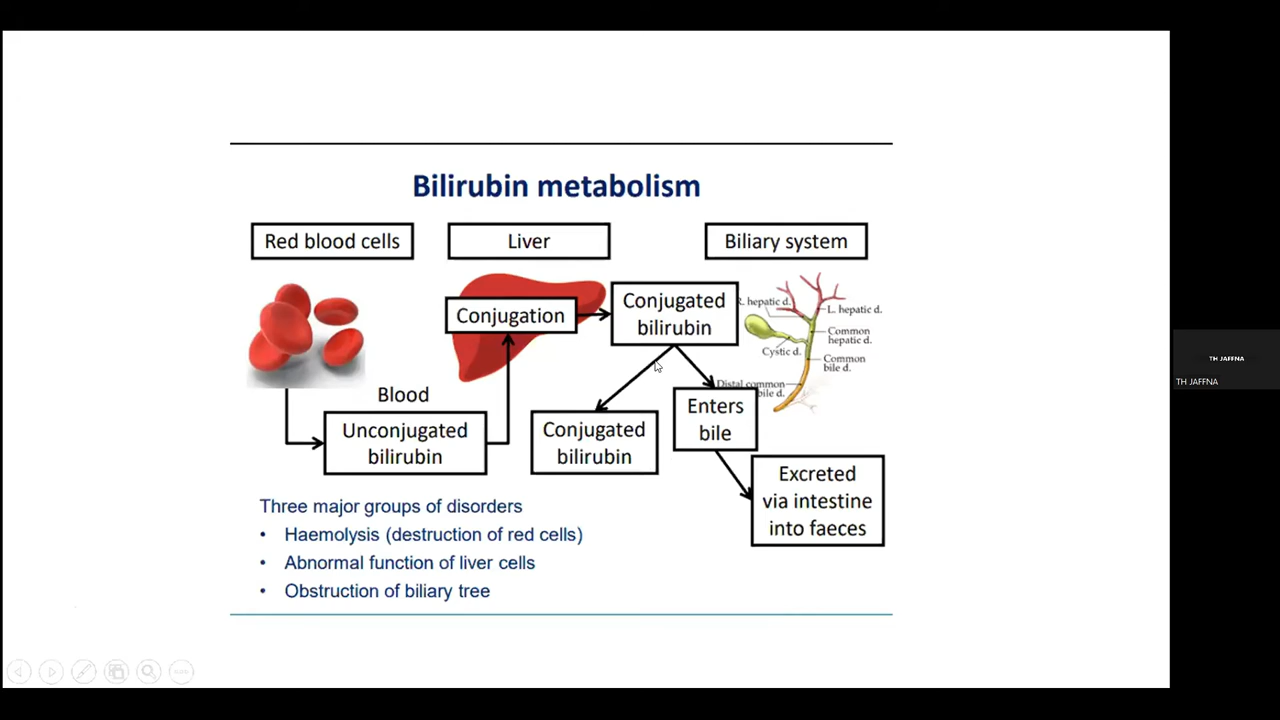 Bilirubin metabolism
Red blood cells
Liver
Biliary system
Conjugation
Conjugated
bilirubin
R. hepatic d.
L. hepatic d.
Common
hepatic d.
Cystic d.
Common
bile d.
Distal common
bile d.
Blood
Unconjugated
bilirubin
Conjugated
bilirubin
Enters
bile
Excreted
via intestine
into faeces
Three major groups of disorders
• Haemolysis (destruction of red cells)
• Abnormal function of liver cells
• Obstruction of biliary tree
TH JAFFNA
TH JAFFNA